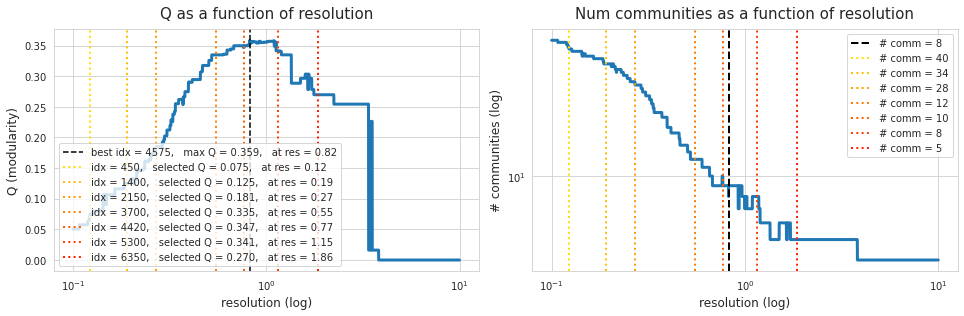 Q as a function of resolution
Q (modularity)
0.35
0.30
0.25
0.20
0.15
0.10
0.05
0.00
best idx = 4575, max Q = 0.359, at res = 0.82
idx = 450, selected Q = 0.075, at res = 0.12
idx = 1400, selected Q = 0.125, at res = 0.19
idx = 2150, selected Q = 0.181, at res = 0.27
idx = 3700, selected Q = 0.335, at res = 0.55
idx = 4420, selected Q = 0.347, at res = 0.77
idx = 5300, selected Q = 0.341, at res = 1.15
idx = 6350, selected Q = 0.270, at res = 1.86
10⁻¹ 10⁰ 10¹
resolution (log)
Num communities as a function of resolution
# communities (log)
10¹
# comm = 8
# comm = 40
# comm = 34
# comm = 28
# comm = 12
# comm = 10
# comm = 8
# comm = 5
10⁻¹ 10⁰ 10¹
resolution (log)